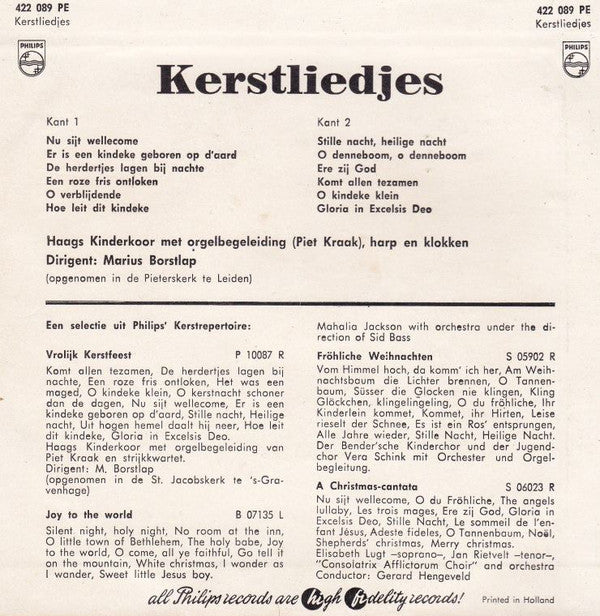 422 089 PE
Kerstliedjes
PHILIPS
422 089 PE
Kerstliedjes
PHILIPS
Kerstliedjes
Kant 1
Nu sijt wellecome
Er is een kindeke geboren op d'aard
De herdertjes lagen bij nachte
Een roze fris ontloken
O verblijdende
Hoe leit dit kindeke
Kant 2
Stille nacht, heilige nacht
O denneboom, o denneboom
Ere zij God
Komt allen tezamen
O kindeke klein
Gloria in Excelsis Deo
Haags Kinderkoor met orgelbegeleiding (Piet Kraak), harp en klokken
Dirigent: Marius Borstlap
(opgenomen in de Pieterskerk te Leiden)
Een selectie uit Philips' Kerstrepertoire:
Vrolijk Kerstfeest P 10087 R
Komt allen tezamen, De herdertjes lagen bij
nachte, Een roze fris ontloken, Het was een
maged, O kindeke klein, O kerstnacht schoner
dan de dagen, O denneboom, Ere zij God,
Nu sijt wellecome, Er is een
kindeke geboren op d'aard, Stille nacht, Heilige
nacht, Uit hogen hemel daalt hij neer, Hoe leit
dit kindeke, Gloria in Excelsis Deo.
Haags Kinderkoor met orgelbegeleiding van
Piet Kraak en strijkkwartet.
Dirigent: M. Borstlap
(opgenomen in de St. Jacobskerk te 's-Gra-
venhage)
Joy to the world B 07135 L
Silent night, holy night, No room at the inn,
O little town of Bethlehem, The holy babe, Joy
to the world, O come, all ye faithful, Go tell it
on the mountain, White christmas, I wonder as
I wander, Sweet little Jesus boy.
Mahalia Jackson with orchestra under the di-
rection of Sid Bass
Fröhliche Weihnachten S 05902 R
Vom Himmel hoch, da komm' ich her, Am Weih-
nachtsbaum die Lichter brennen, O Tannen-
baum, Süsser die Glocken nie klingen, Kling
Glöckchen, klingelingeling, O du fröhliche, Ihr
Kinderlein kommet, Kommet, ihr Hirten, Leise
rieselt der Schnee, Es ist ein Ros' entsprungen,
Alle Jahre wieder, Stille Nacht, Heilige Nacht.
Der Bender'sche Kinderchor und der Jugend-
chor Vera Schink mit Orchester und Orgel-
begleitung.
A Christmas-cantata S 06023 R
Nu sijt wellecome, O du Fröhliche, The angels
lullaby, Les trois mages, Ere zij God, Gloria in
Excelsis Deo, Stille Nacht, Le sommeil de l'en-
fant Jésus, Adeste fideles, O Tannenbaum, Noël,
Shepherds' christmas, Merry christmas.
Elisabeth Lugt –soprano–, Jan Rietvelt –tenor–,
"Consolatrix Afflictorum Choir" and orchestra
Conductor: Gerard Hengeveld
all Philips records are high fidelity records!
Printed in Holland